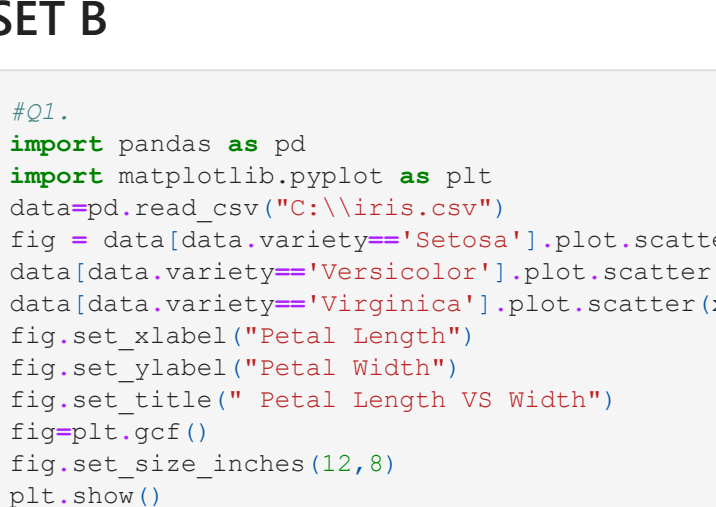 SET B
#Q1.
import pandas as pd
import matplotlib.pyplot as plt
data=pd.read_csv("C:\\iris.csv")
fig = data[data.variety=='Setosa'].plot.scatte
data[data.variety=='Versicolor'].plot.scatter
data[data.variety=='Virginica'].plot.scatter(x
fig.set_xlabel("Petal Length")
fig.set_ylabel("Petal Width")
fig.set_title(" Petal Length VS Width")
fig=plt.gcf()
fig.set_size_inches(12,8)
plt.show()